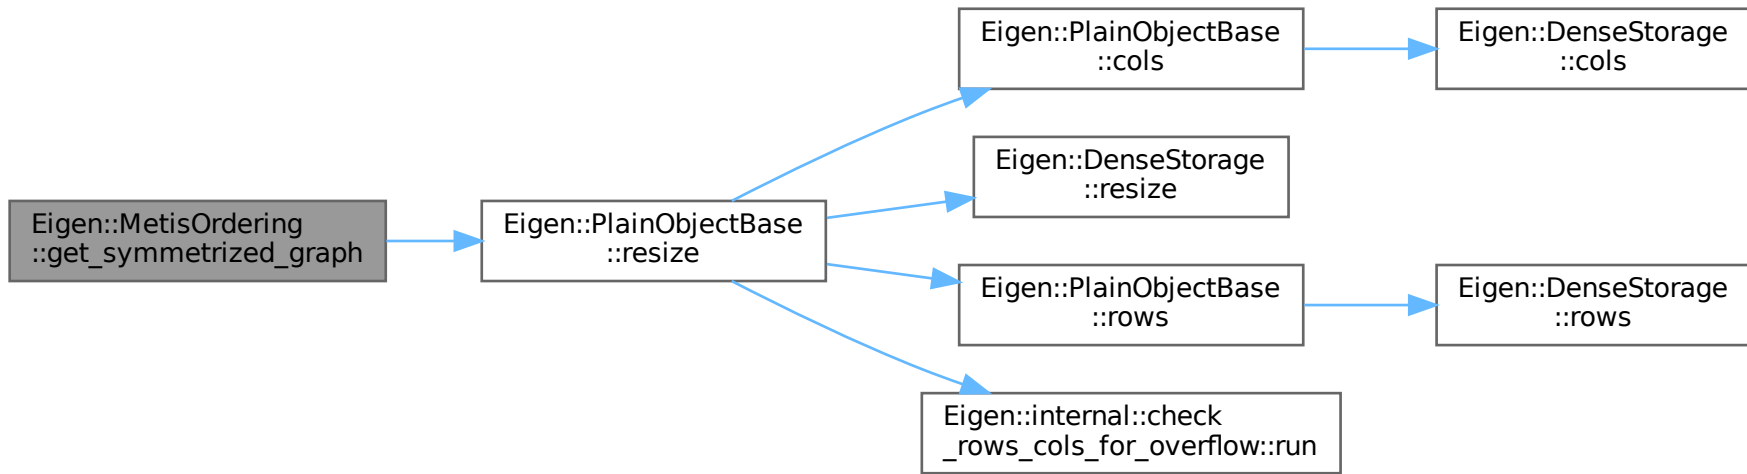 Eigen::MetisOrdering
::get_symmetrized_graph
Eigen::PlainObjectBase
::resize
Eigen::PlainObjectBase
::cols
Eigen::DenseStorage
::cols
Eigen::DenseStorage
::resize
Eigen::PlainObjectBase
::rows
Eigen::DenseStorage
::rows
Eigen::internal::check
_rows_cols_for_overflow::run